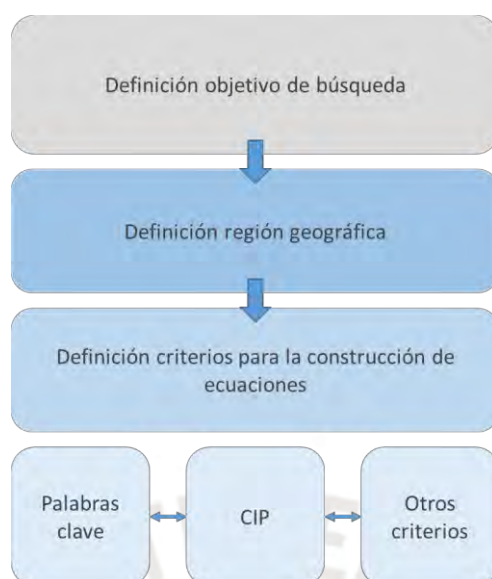 Definición objetivo de búsqueda
Definición región geográfica
Definición criterios para la construcción de
ecuaciones
Palabras
clave
CIP
Otros
criterios